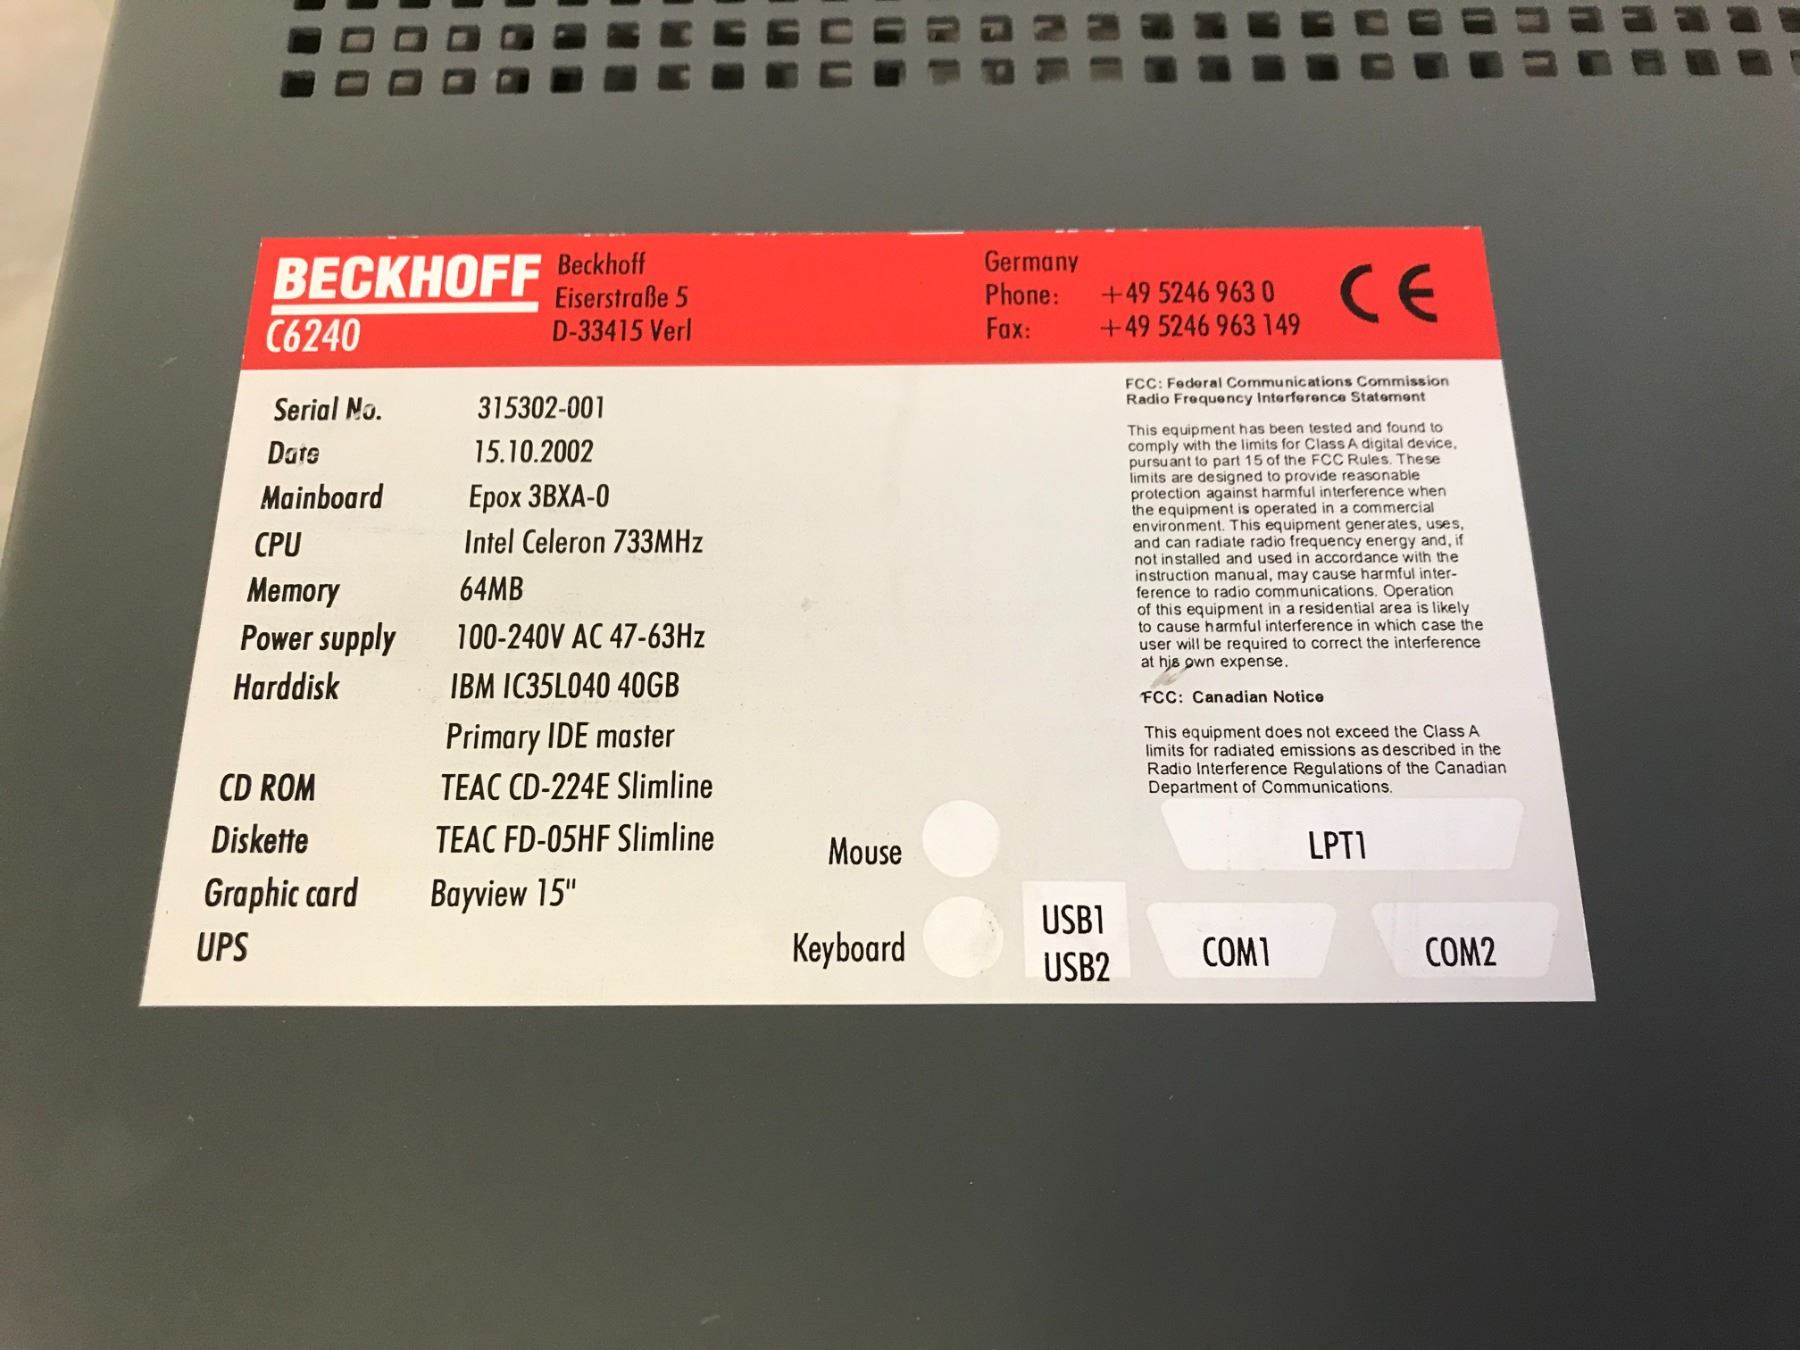 BECKHOFF
C6240
Beckhoff
Eiserstraße 5
D-33415 Verl
Germany
Phone: +49 5246 963 0
Fax: +49 5246 963 149
CE
Serial No. 315302-001
Date 15.10.2002
Mainboard Epox 3BXA-0
CPU Intel Celeron 733MHz
Memory 64MB
Power supply 100-240V AC 47-63Hz
Harddisk IBM IC35L040 40GB
Primary IDE master
CD ROM TEAC CD-224E Slimline
Diskette TEAC FD-05HF Slimline
Graphic card Bayview 15"
UPS
FCC: Federal Communications Commission
Radio Frequency Interference Statement
This equipment has been tested and found to
comply with the limits for Class A digital device,
pursuant to part 15 of the FCC Rules. These
limits are designed to provide reasonable
protection against harmful interference when
the equipment is operated in a commercial
environment. This equipment generates, uses,
and can radiate radio frequency energy and, if
not installed and used in accordance with the
instruction manual, may cause harmful inter-
ference to radio communications. Operation
of this equipment in a residential area is likely
to cause harmful interference in which case the
user will be required to correct the interference
at his own expense.
FCC: Canadian Notice
This equipment does not exceed the Class A
limits for radiated emissions as described in the
Radio Interference Regulations of the Canadian
Department of Communications.
Mouse
LPT1
Keyboard
USB1
USB2
COM1
COM2